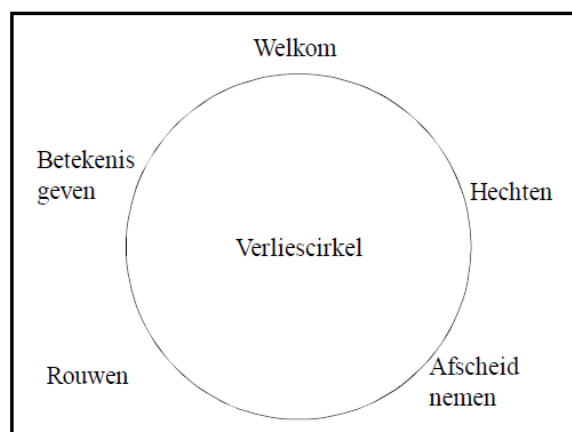 Welkom
Hechten
Afscheid
nemen
Rouwen
Betekenis
geven
Verliescirkel